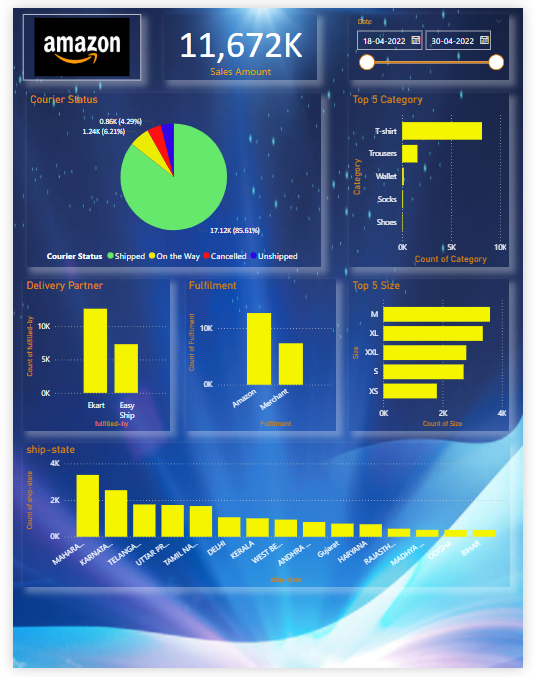 amazon
11,672K
Sales Amount
Date
18-04-2022
30-04-2022
Courier Status
0.86K (4.29%)
1.24K (6.21%)
17.12K (85.61%)
Courier Status Shipped On the Way Cancelled Unshipped
Top 5 Category
Category
T-shirt
Trousers
Wallet
Socks
Shoes
0K 5K 10K
Count of Category
Delivery Partner
Count of fulfilled-by
10K
5K
0K
Ekart
Easy
Ship
fulfilled-by
Fulfilment
Count of Fulfilment
10K
0K
Amazon
Merchant
Fulfilment
Top 5 Size
Size
M
XL
XXL
S
XS
0K 2K 4K
Count of Size
ship-state
Count of ship-state
4K
2K
0K
MAHARA...
KARNATA...
TELANGA...
UTTAR PR...
TAMIL NA...
DELHI
KERALA
WEST BE...
ANDHRA ...
Gujarat
HARYANA
RAJASTH...
MADHYA ...
ODISHA
BIHAR
ship-state